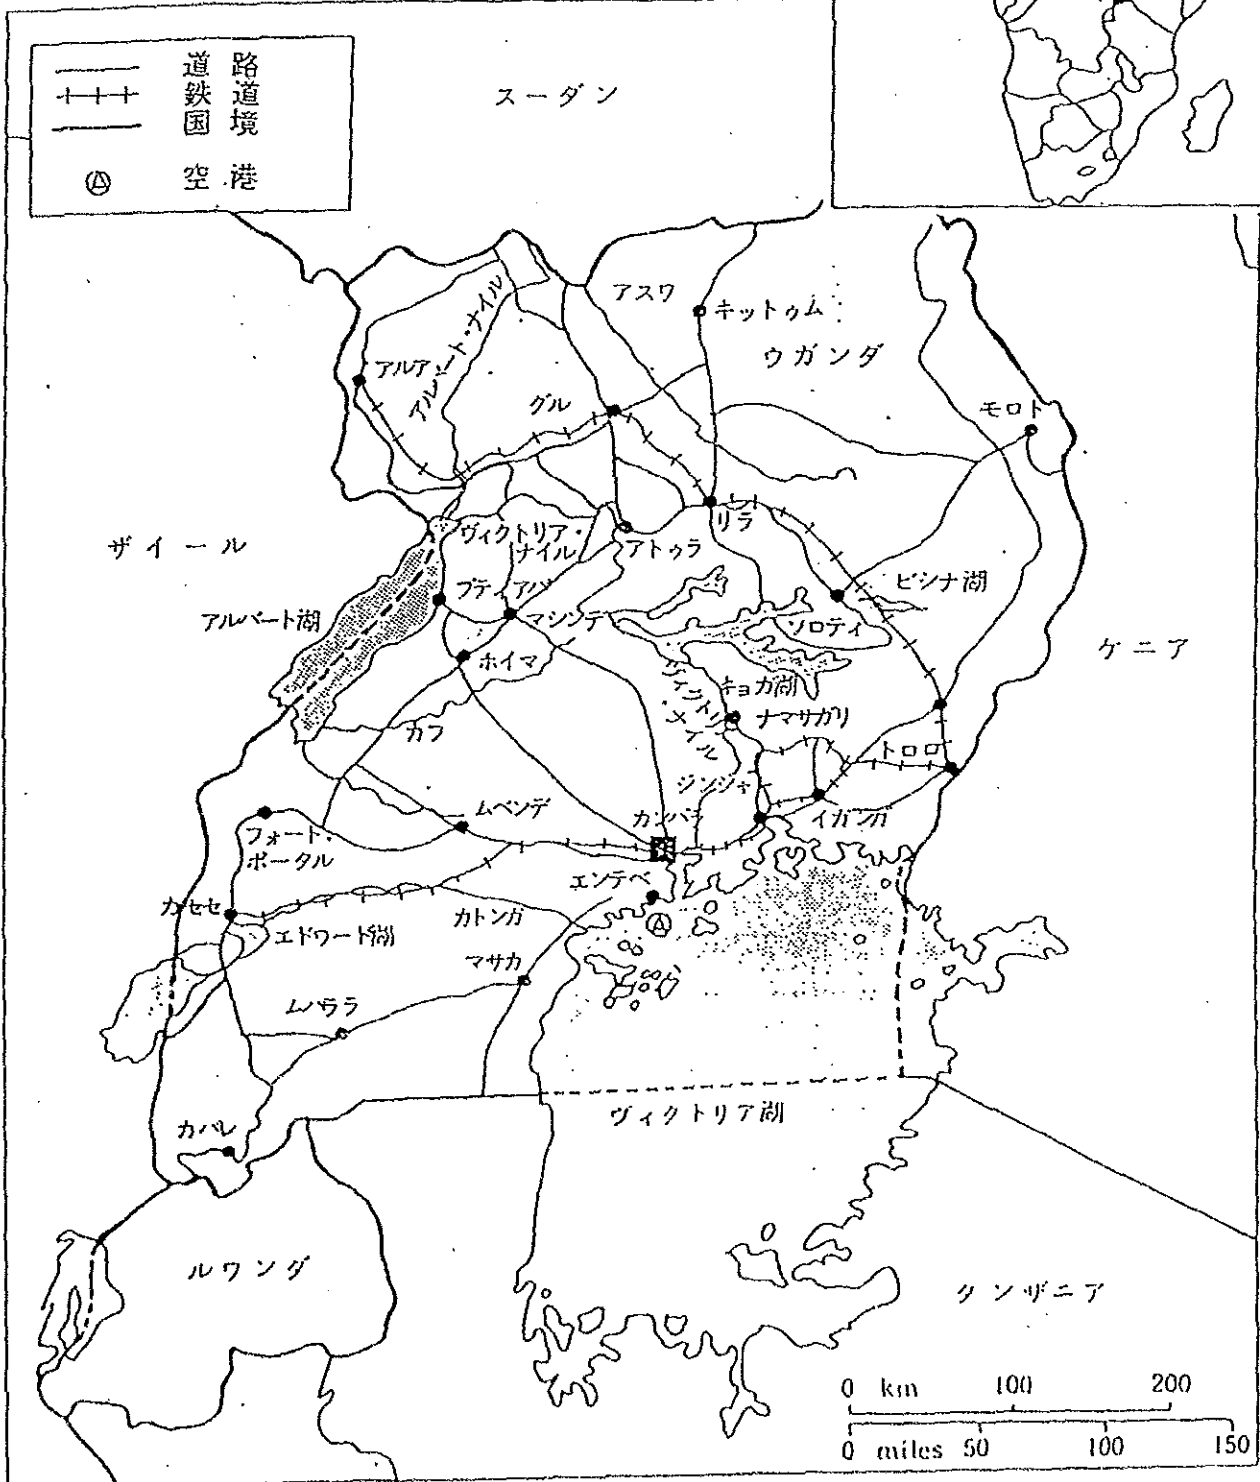 道路
鉄道
国境
空港
スーダン
アスワ
キットゥム
ウガンダ
アルア
アルバート・ナイル
グル
モロト
リラ
ザイール
ヴィクトリア・
ナイル
アトゥラ
ビシナ湖
ブティアバ
アルバート湖
マシンデ
ソロティ
ケニア
ホイマ
キョガ湖
ヴィクトリア
・ナイル
ナマサガリ
カフ
トロロ
ジンジャ
ムベンデ
カンパラ
イガンガ
フォート・
ポータル
エンテベ
カセセ
カトンガ
エドワード湖
マサカ
ムバララ
ヴィクトリア湖
カバレ
ルワンダ
タンザニア
0 km 100 200
0 miles 50 100 150